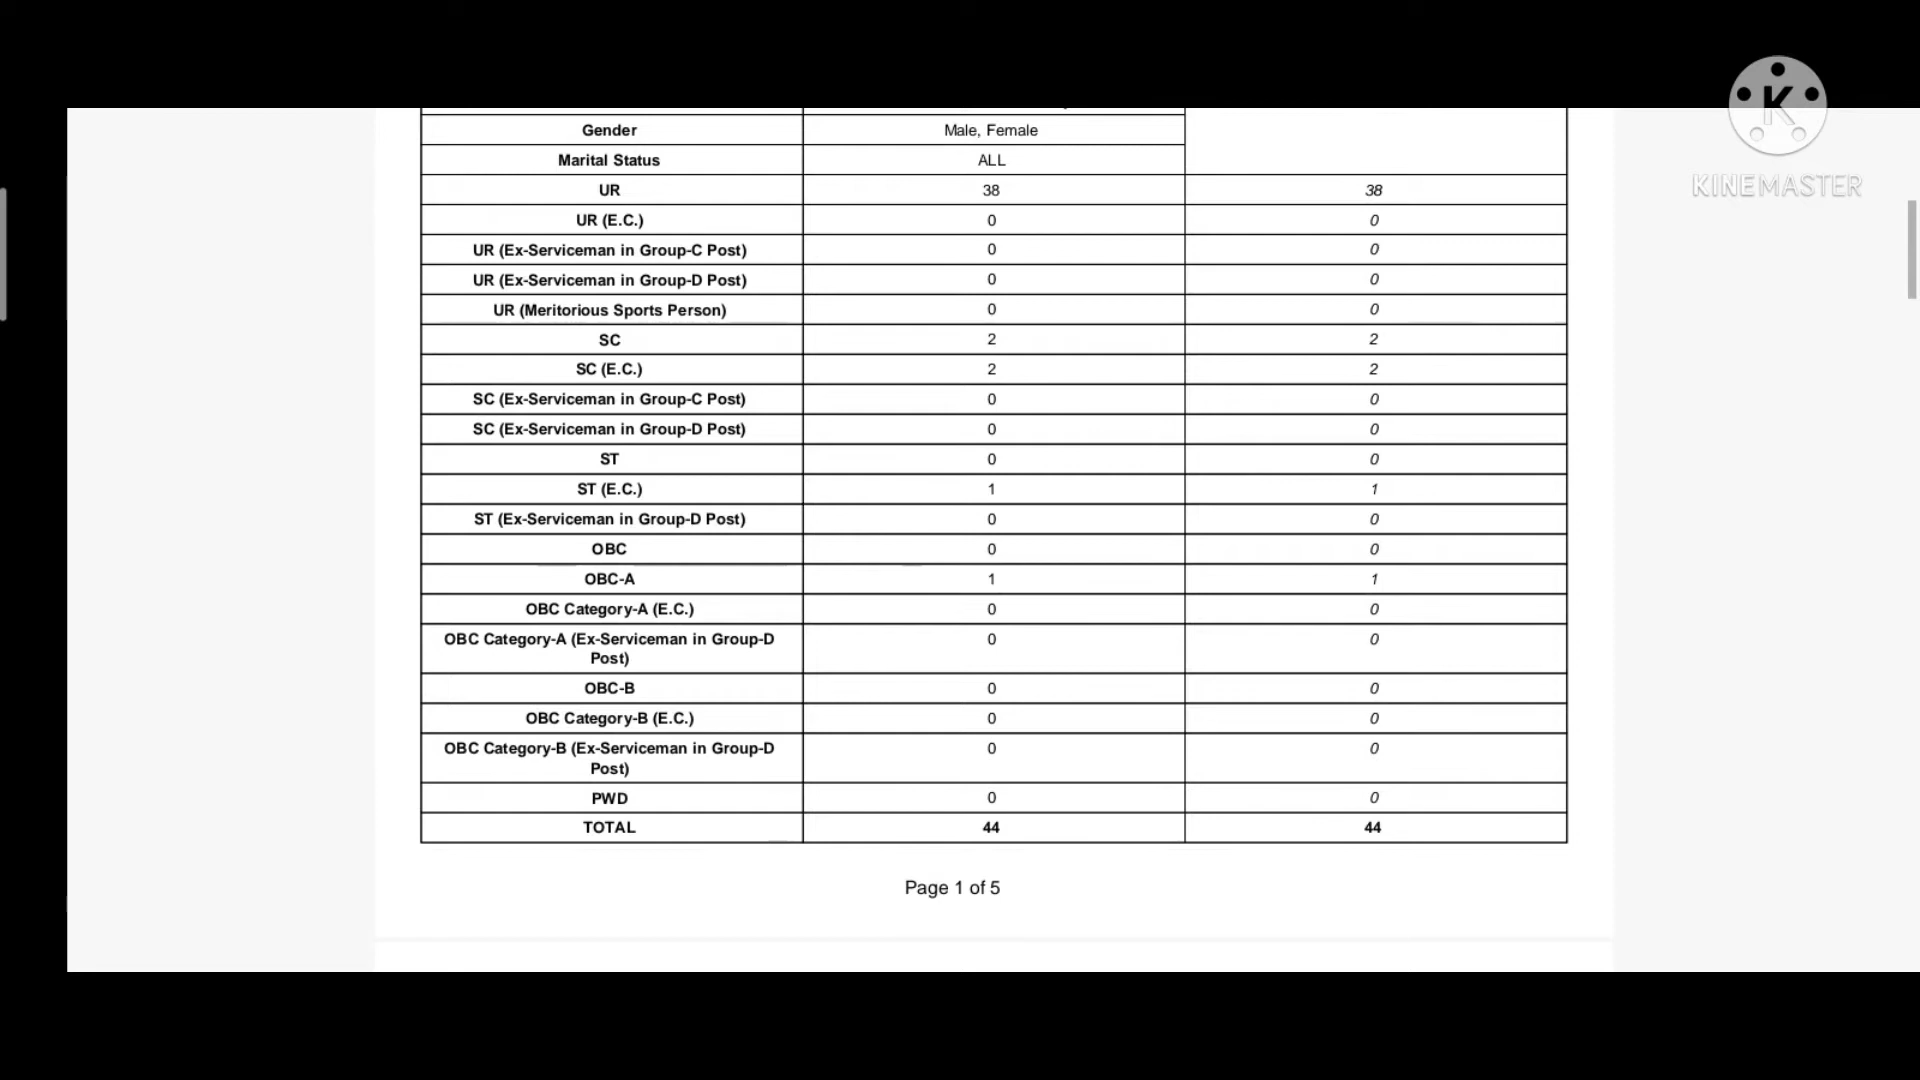 K
KINEMASTER
Gender Male, Female
Marital Status ALL
UR 38 38
UR (E.C.) 0 0
UR (Ex-Serviceman in Group-C Post) 0 0
UR (Ex-Serviceman in Group-D Post) 0 0
UR (Meritorious Sports Person) 0 0
SC 2 2
SC (E.C.) 2 2
SC (Ex-Serviceman in Group-C Post) 0 0
SC (Ex-Serviceman in Group-D Post) 0 0
ST 0 0
ST (E.C.) 1 1
ST (Ex-Serviceman in Group-D Post) 0 0
OBC 0 0
OBC-A 1 1
OBC Category-A (E.C.) 0 0
OBC Category-A (Ex-Serviceman in Group-D 0 0
Post)
OBC-B 0 0
OBC Category-B (E.C.) 0 0
OBC Category-B (Ex-Serviceman in Group-D 0 0
Post)
PWD 0 0
TOTAL 44 44
Page 1 of 5